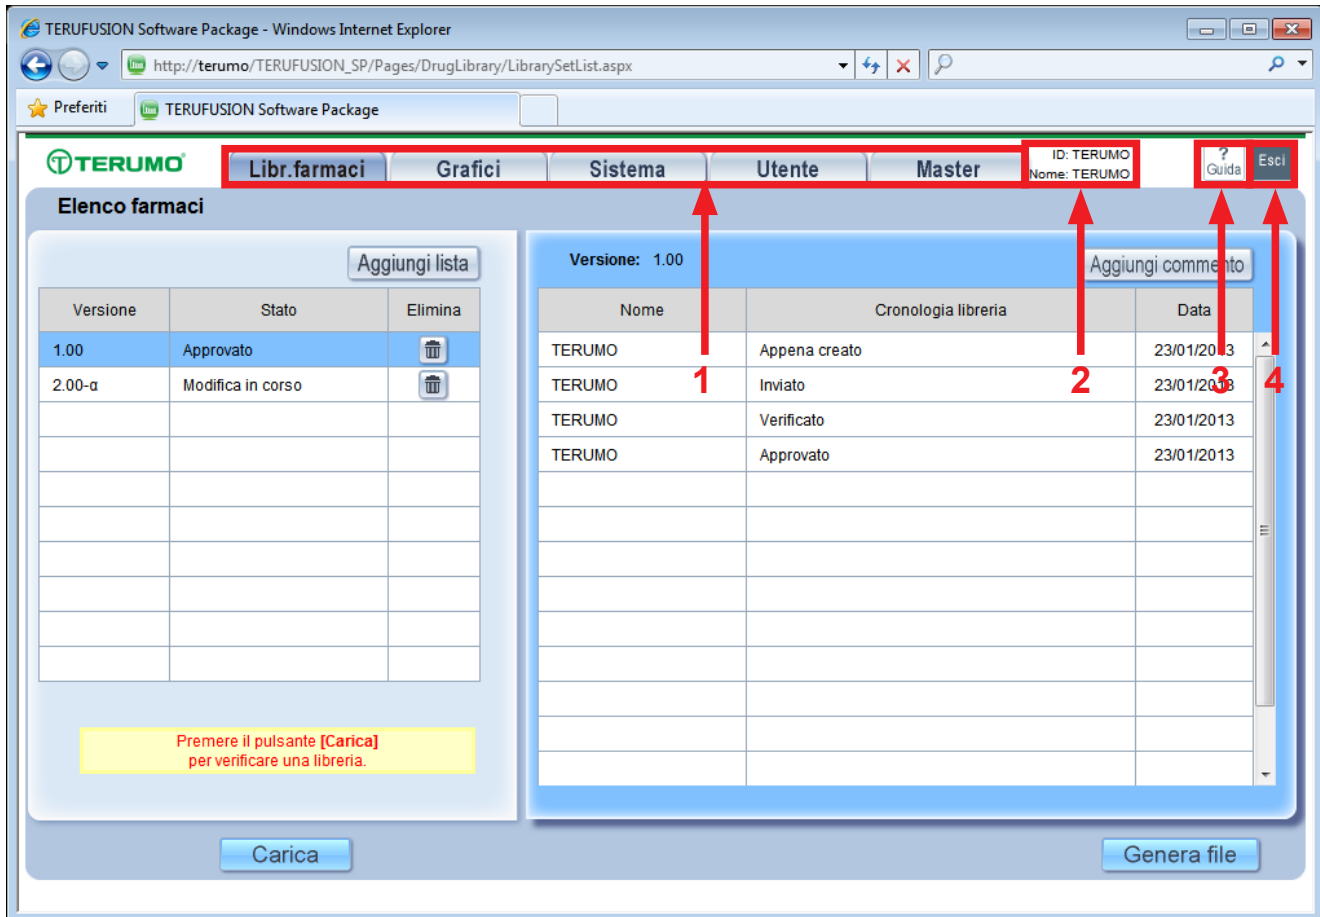 TERUFUSION Software Package - Windows Internet Explorer
http://terumo/TERUFUSION_SP/Pages/DrugLibrary/LibrarySetList.aspx
Preferiti
TERUFUSION Software Package
TERUMO
Libr.farmaci
Grafici
Sistema
Utente
Master
ID: TERUMO
Nome: TERUMO
?
Guida
Esci
Elenco farmaci
Aggiungi lista
Versione Stato Elimina
1.00 Approvato
2.00-α Modifica in corso
Premere il pulsante [Carica]
per verificare una libreria.
Carica
Versione: 1.00
Aggiungi commento
Nome Cronologia libreria Data
TERUMO Appena creato 23/01/2013
TERUMO Inviato 23/01/2013
TERUMO Verificato 23/01/2013
TERUMO Approvato 23/01/2013
1
2
3
4
Genera file